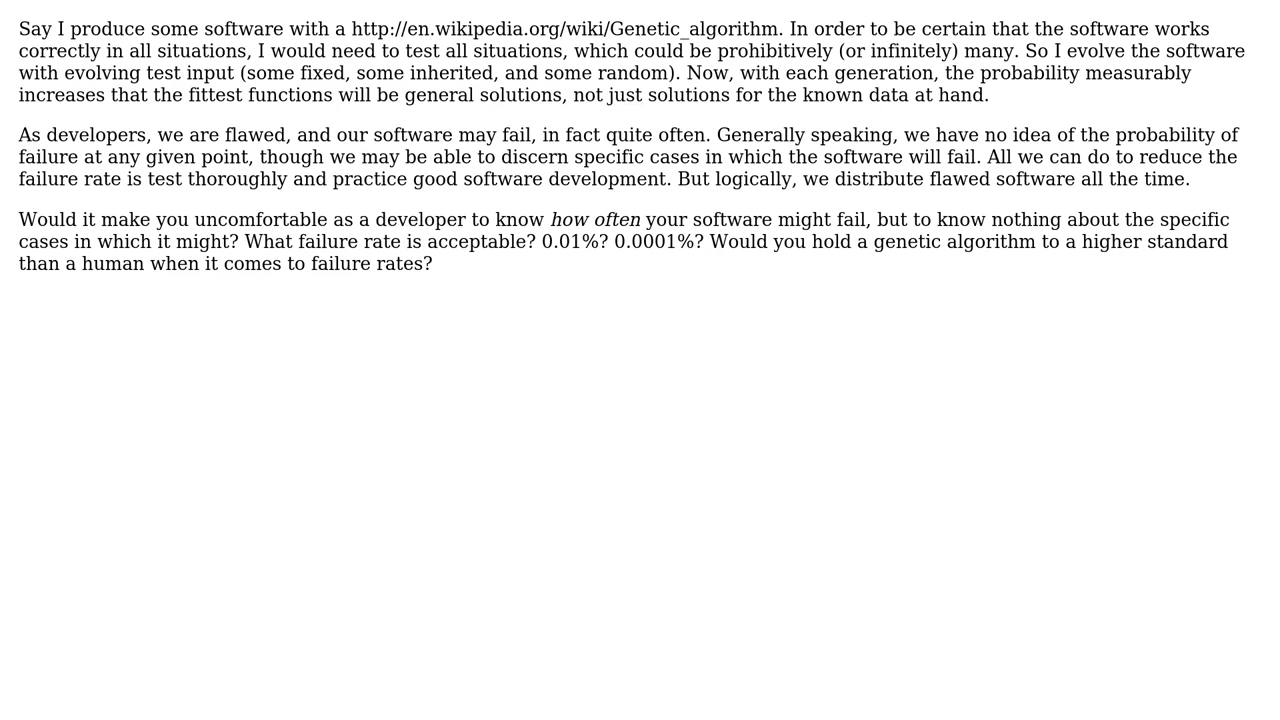 Say I produce some software with a http://en.wikipedia.org/wiki/Genetic_algorithm. In order to be certain that the software works
correctly in all situations, I would need to test all situations, which could be prohibitively (or infinitely) many. So I evolve the software
with evolving test input (some fixed, some inherited, and some random). Now, with each generation, the probability measurably
increases that the fittest functions will be general solutions, not just solutions for the known data at hand.
As developers, we are flawed, and our software may fail, in fact quite often. Generally speaking, we have no idea of the probability of
failure at any given point, though we may be able to discern specific cases in which the software will fail. All we can do to reduce the
failure rate is test thoroughly and practice good software development. But logically, we distribute flawed software all the time.
Would it make you uncomfortable as a developer to know how often your software might fail, but to know nothing about the specific
cases in which it might? What failure rate is acceptable? 0.01%? 0.0001%? Would you hold a genetic algorithm to a higher standard
than a human when it comes to failure rates?